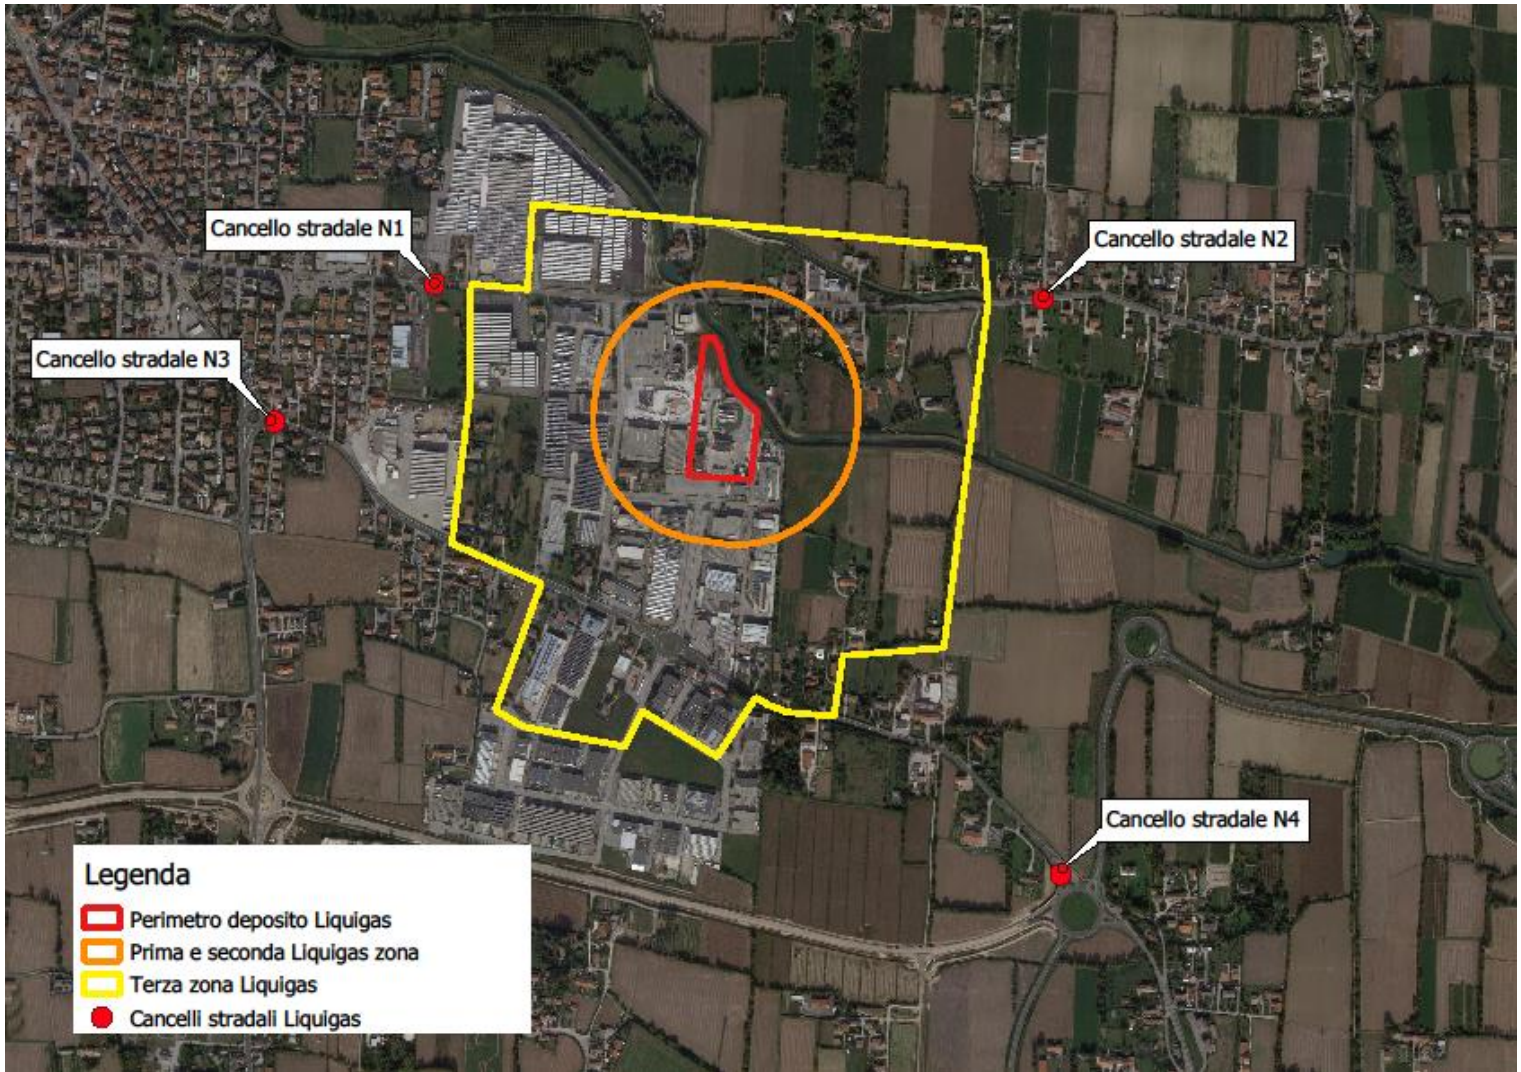 Cancello stradale N1
Cancello stradale N2
Cancello stradale N3
Cancello stradale N4
Legenda
Perimetro deposito Liquigas
Prima e seconda Liquigas zona
Terza zona Liquigas
Cancelli stradali Liquigas